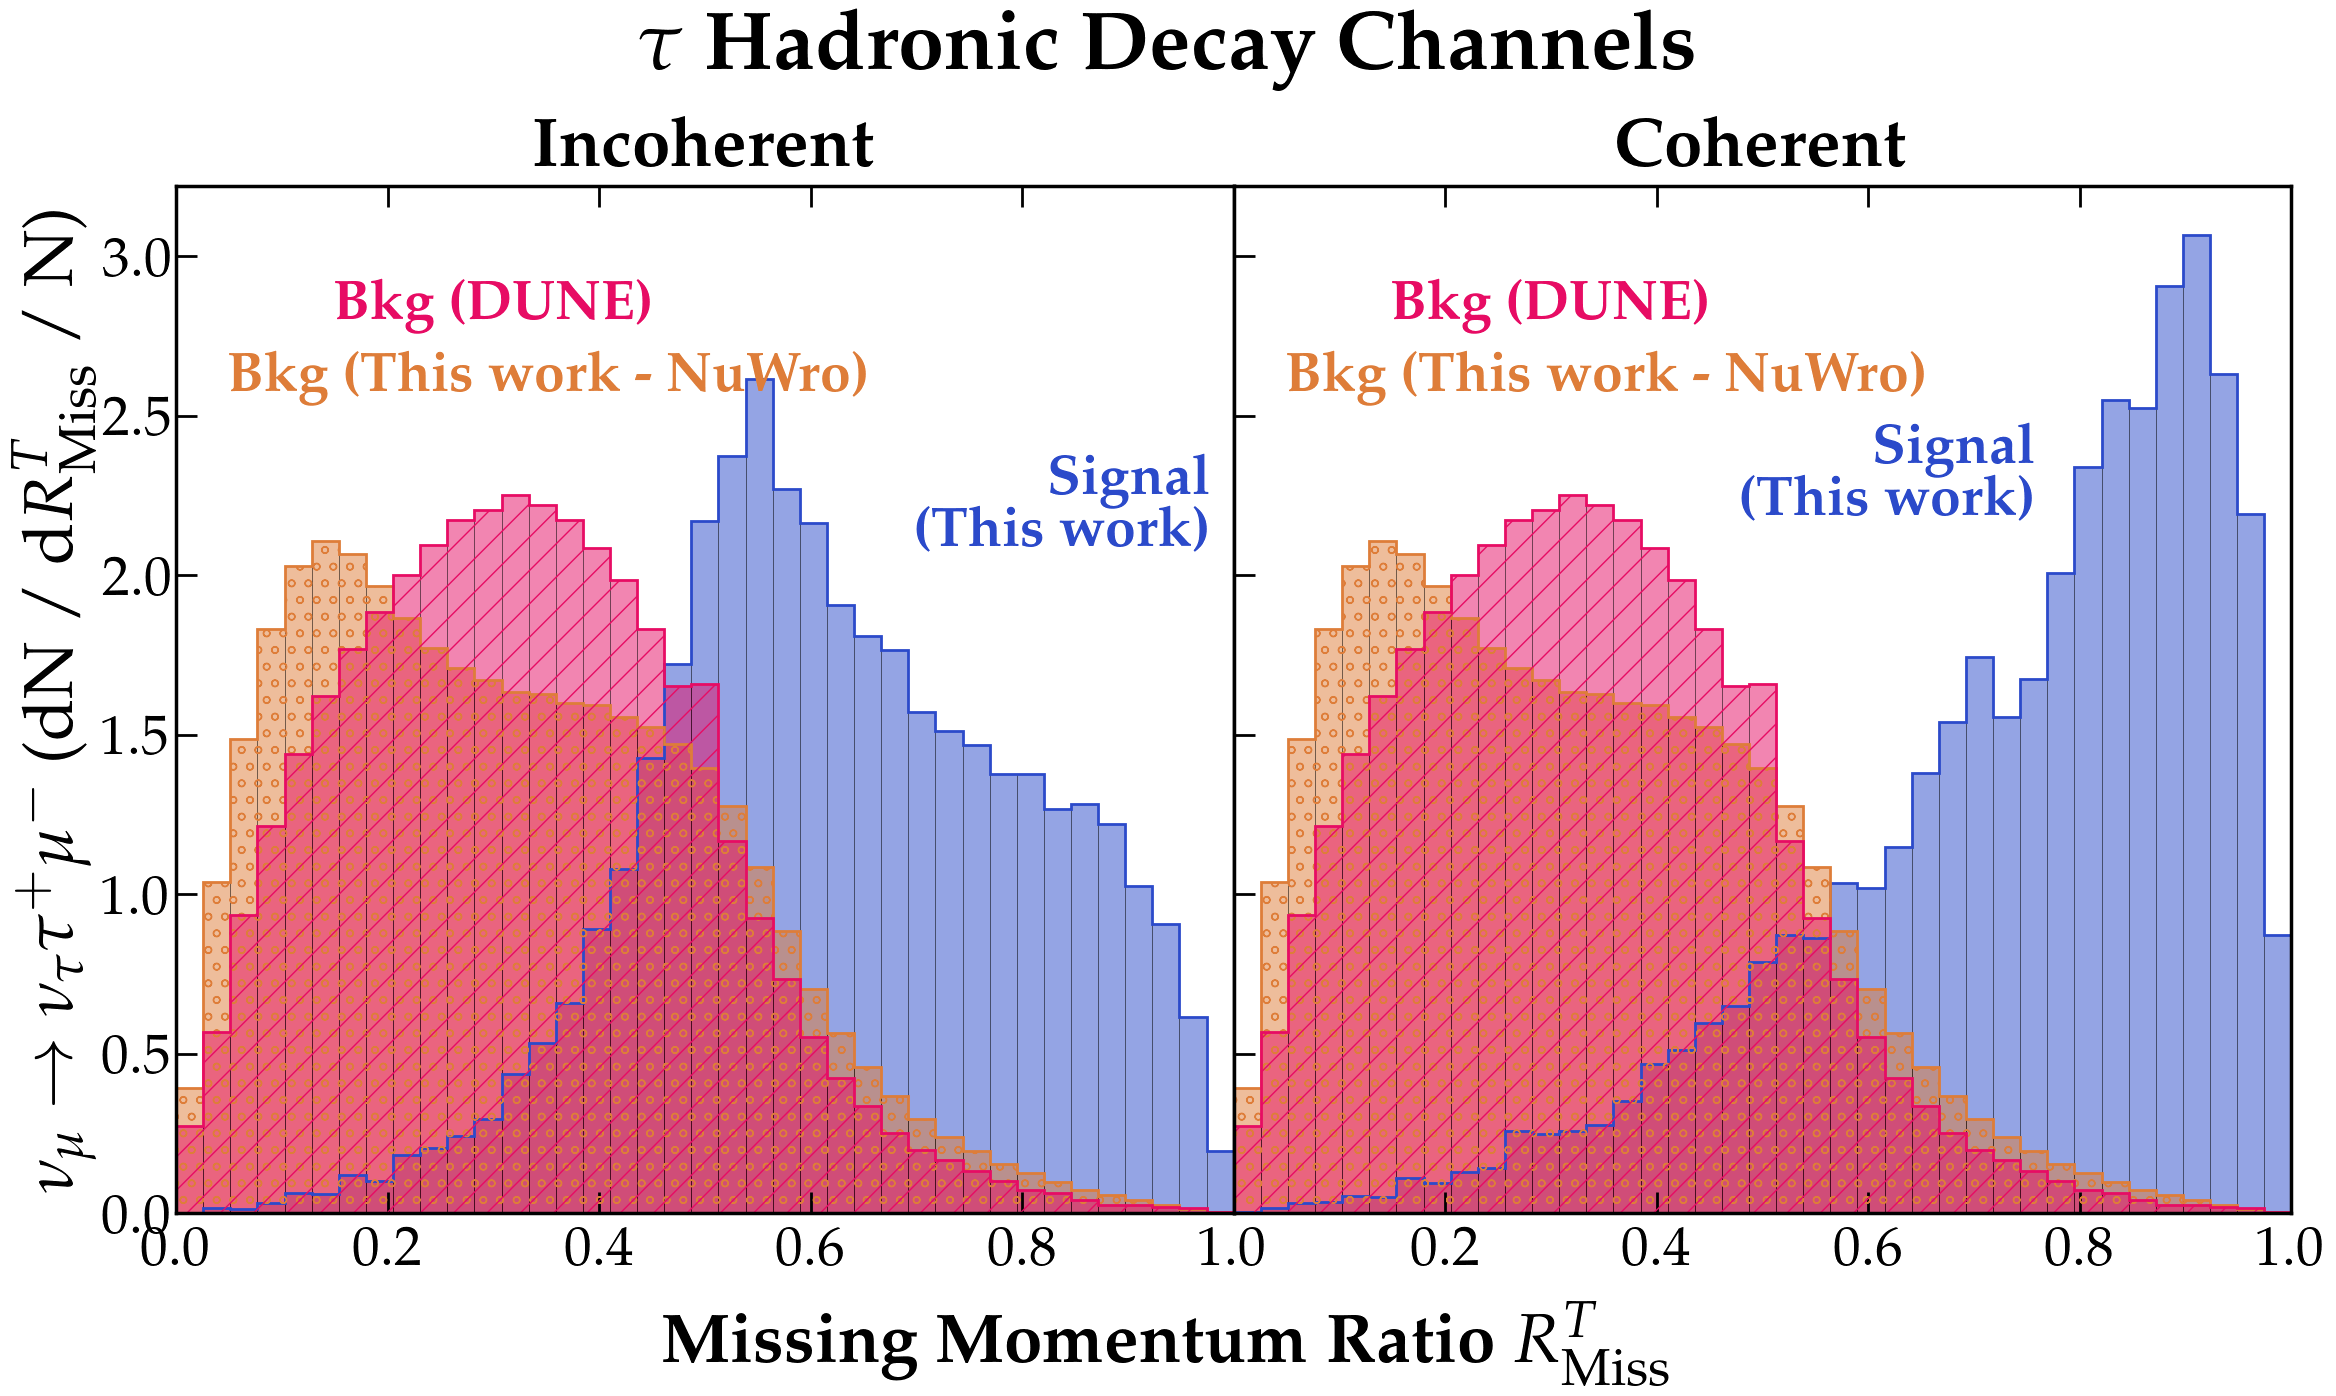 τ Hadronic Decay Channels
Incoherent
Coherent
ν_μ → ν_τ τ⁺ μ⁻ (dN / dR^T_Miss / N)
3.0
2.5
2.0
1.5
1.0
0.5
0.0
Bkg (DUNE)
Bkg (This work - NuWro)
Signal
(This work)
Bkg (DUNE)
Bkg (This work - NuWro)
Signal
(This work)
0.0 0.2 0.4 0.6 0.8 1.0 0.2 0.4 0.6 0.8 1.0
Missing Momentum Ratio R^T_Miss